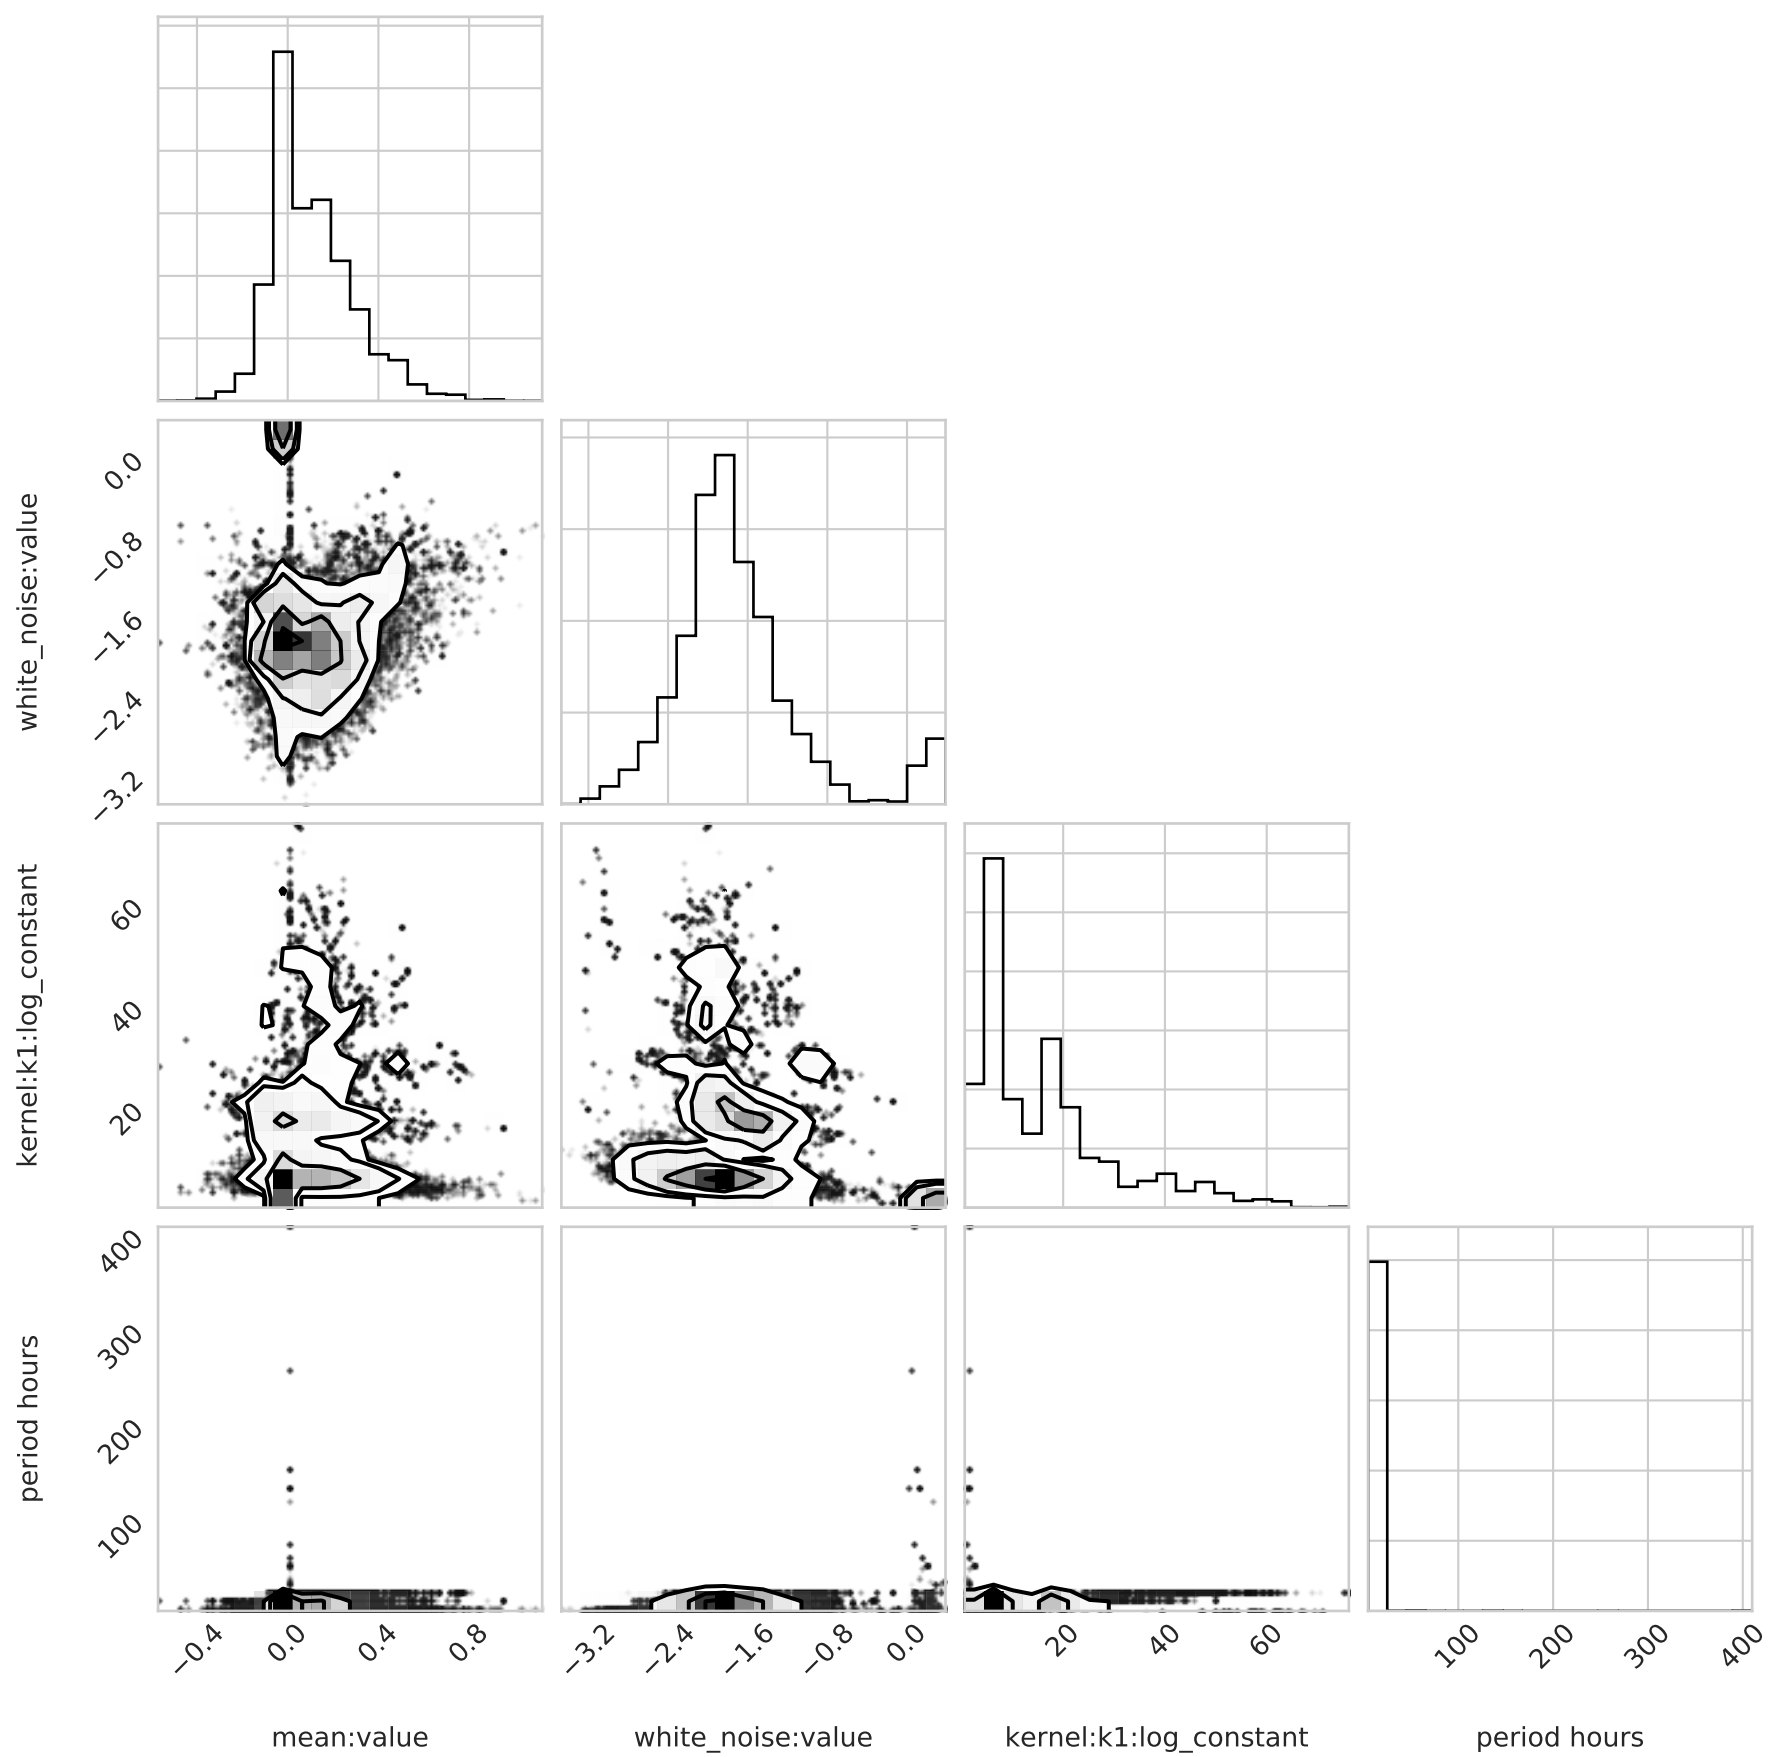 0.0
−0.8
−1.6
−2.4
−3.2
white_noise:value
60
40
20
kernel:k1:log_constant
400
300
200
100
period hours
−0.4 0.0 0.4 0.8
−3.2 −2.4 −1.6 −0.8 0.0
20 40 60
100 200 300 400
mean:value
white_noise:value
kernel:k1:log_constant
period hours